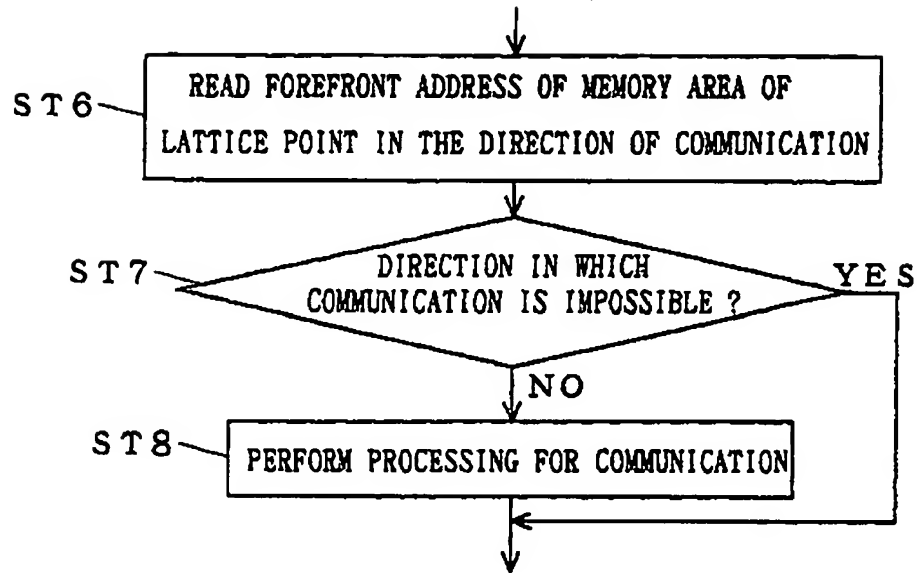 ST6
READ FOREFRONT ADDRESS OF MEMORY AREA OF
LATTICE POINT IN THE DIRECTION OF COMMUNICATION
ST7
DIRECTION IN WHICH
COMMUNICATION IS IMPOSSIBLE ?
YES
NO
ST8
PERFORM PROCESSING FOR COMMUNICATION